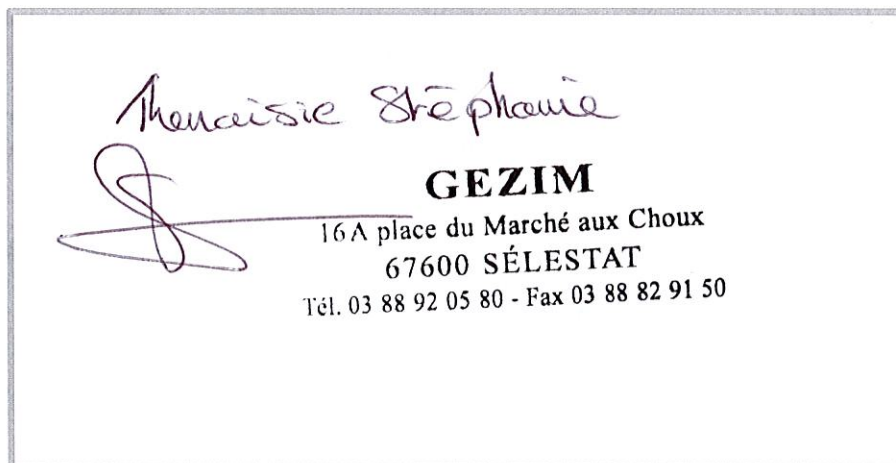 Thenaisie Stéphanie
GEZIM
16A place du Marché aux Choux
67600 SÉLESTAT
Tél. 03 88 92 05 80 - Fax 03 88 82 91 50